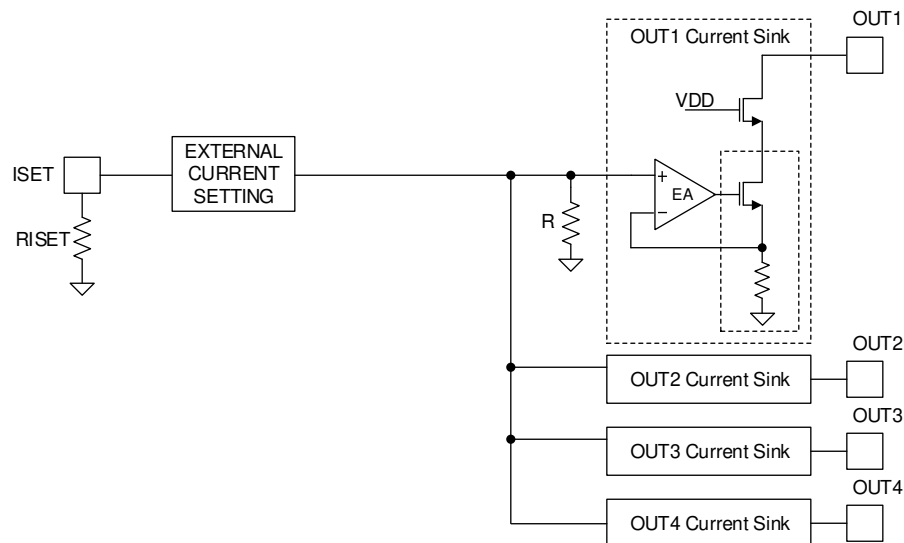 OUT1
OUT1 Current Sink
VDD
EXTERNAL
CURRENT
SETTING
ISET
+
EA
−
RISET
R
OUT2
OUT2 Current Sink
OUT3
OUT3 Current Sink
OUT4
OUT4 Current Sink